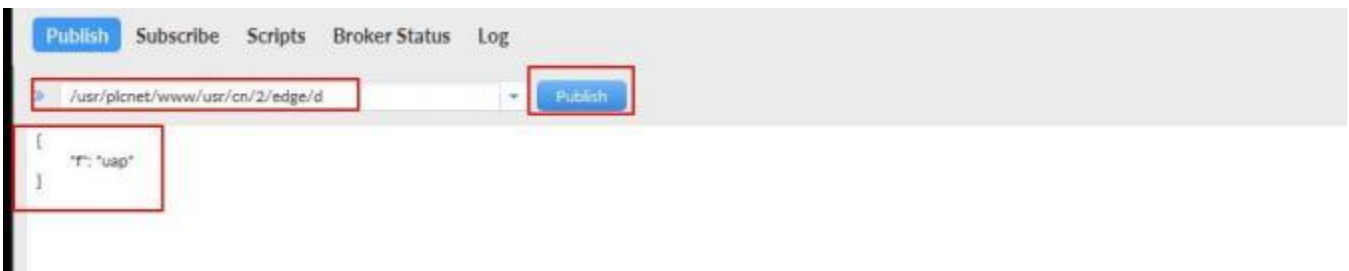 Publish Subscribe Scripts Broker Status Log
/usr/plcnet/www/usr/cn/2/edge/d Publish
{
"f": "uap"
}